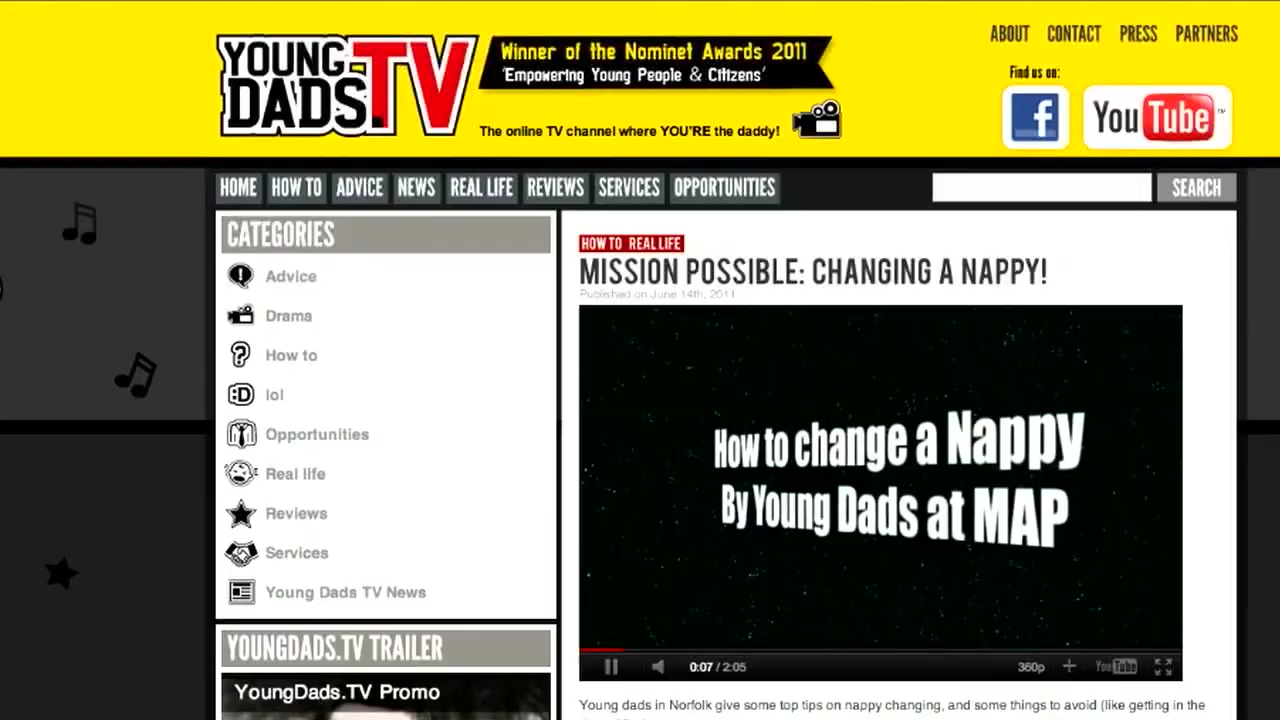 YOUNG
DADS.TV
Winner of the Nominet Awards 2011
'Empowering Young People & Citizens'
The online TV channel where YOU'RE the daddy!
ABOUT CONTACT PRESS PARTNERS
Find us on:
f
YouTube ™
HOME HOW TO ADVICE NEWS REAL LIFE REVIEWS SERVICES OPPORTUNITIES
SEARCH
CATEGORIES
Advice
Drama
How to
lol
Opportunities
Real life
Reviews
Services
Young Dads TV News
YOUNGDADS.TV TRAILER
YoungDads.TV Promo
HOW TO REAL LIFE
MISSION POSSIBLE: CHANGING A NAPPY!
Published on June 14th, 2011
How to change a Nappy
By Young Dads at MAP
0:07 / 2:05
360p
YouTube
Young dads in Norfolk give some top tips on nappy changing, and some things to avoid (like getting in the